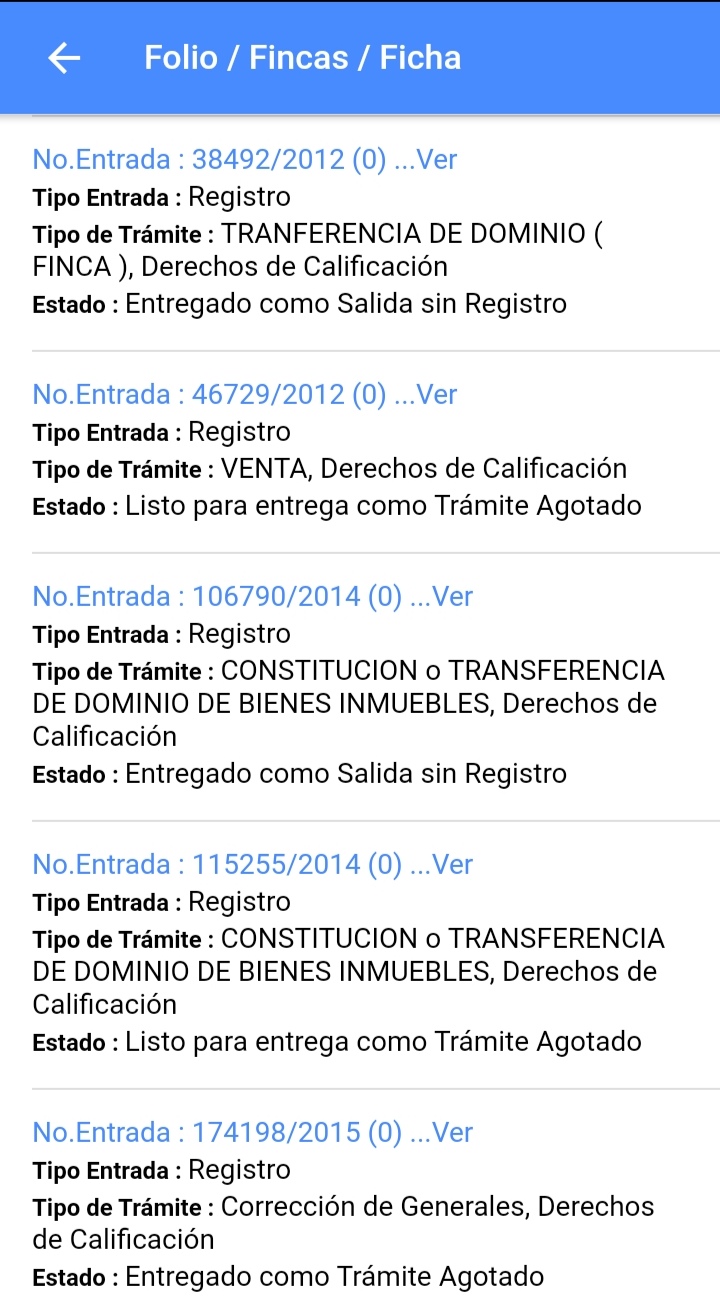 Folio / Fincas / Ficha
No.Entrada : 38492/2012 (0) ...Ver
Tipo Entrada : Registro
Tipo de Trámite : TRANFERENCIA DE DOMINIO (
FINCA ), Derechos de Calificación
Estado : Entregado como Salida sin Registro
No.Entrada : 46729/2012 (0) ...Ver
Tipo Entrada : Registro
Tipo de Trámite : VENTA, Derechos de Calificación
Estado : Listo para entrega como Trámite Agotado
No.Entrada : 106790/2014 (0) ...Ver
Tipo Entrada : Registro
Tipo de Trámite : CONSTITUCION o TRANSFERENCIA
DE DOMINIO DE BIENES INMUEBLES, Derechos de
Calificación
Estado : Entregado como Salida sin Registro
No.Entrada : 115255/2014 (0) ...Ver
Tipo Entrada : Registro
Tipo de Trámite : CONSTITUCION o TRANSFERENCIA
DE DOMINIO DE BIENES INMUEBLES, Derechos de
Calificación
Estado : Listo para entrega como Trámite Agotado
No.Entrada : 174198/2015 (0) ...Ver
Tipo Entrada : Registro
Tipo de Trámite : Corrección de Generales, Derechos
de Calificación
Estado : Entregado como Trámite Agotado